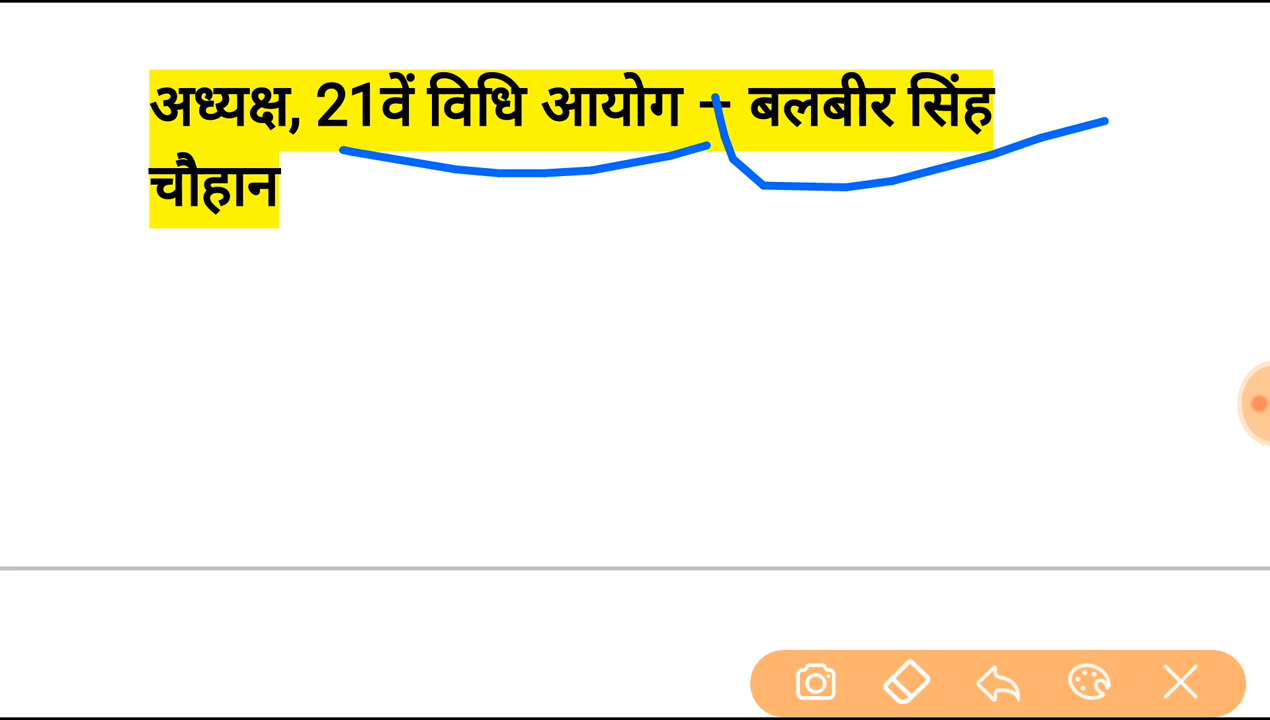 अध्यक्ष, 21वें विधि आयोग – बलबीर सिंह
चौहान